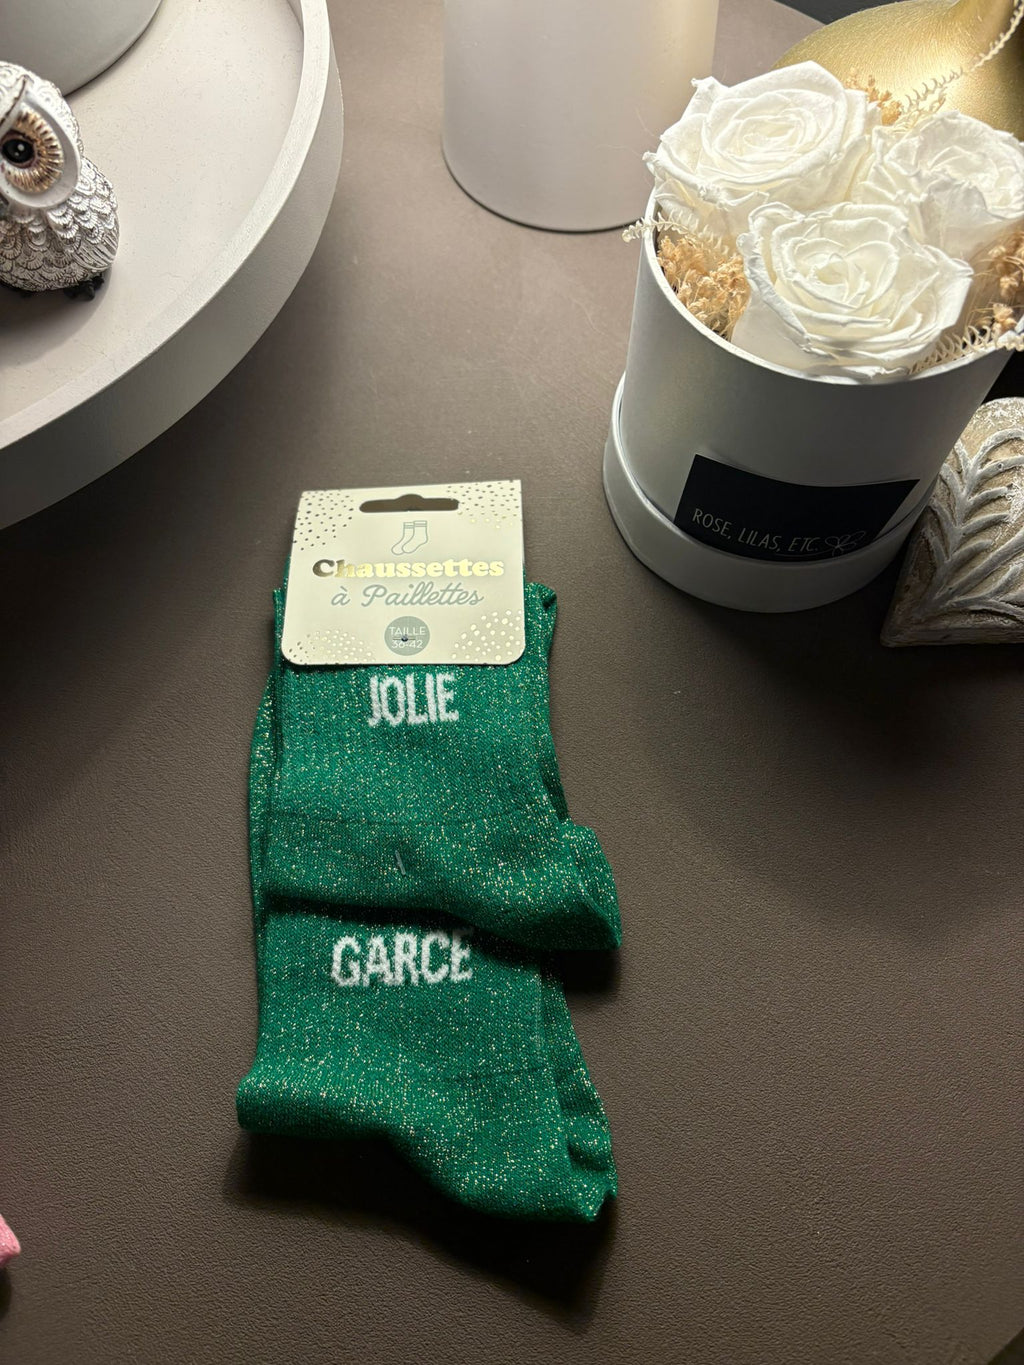 ROSE, LILAS, ETC.
Chaussettes
à Paillettes
TAILLE
36-42
JOLIE
GARCE